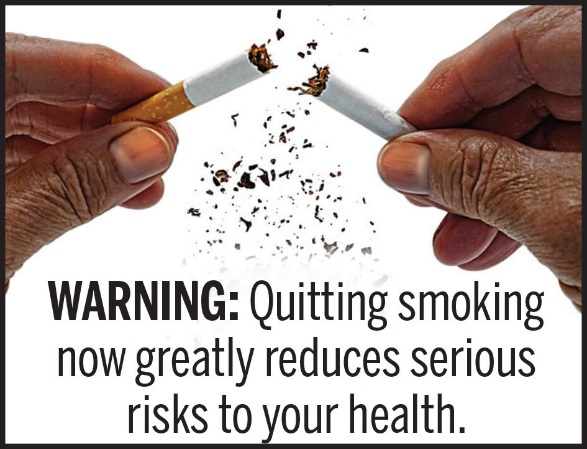 WARNING: Quitting smoking
now greatly reduces serious
risks to your health.